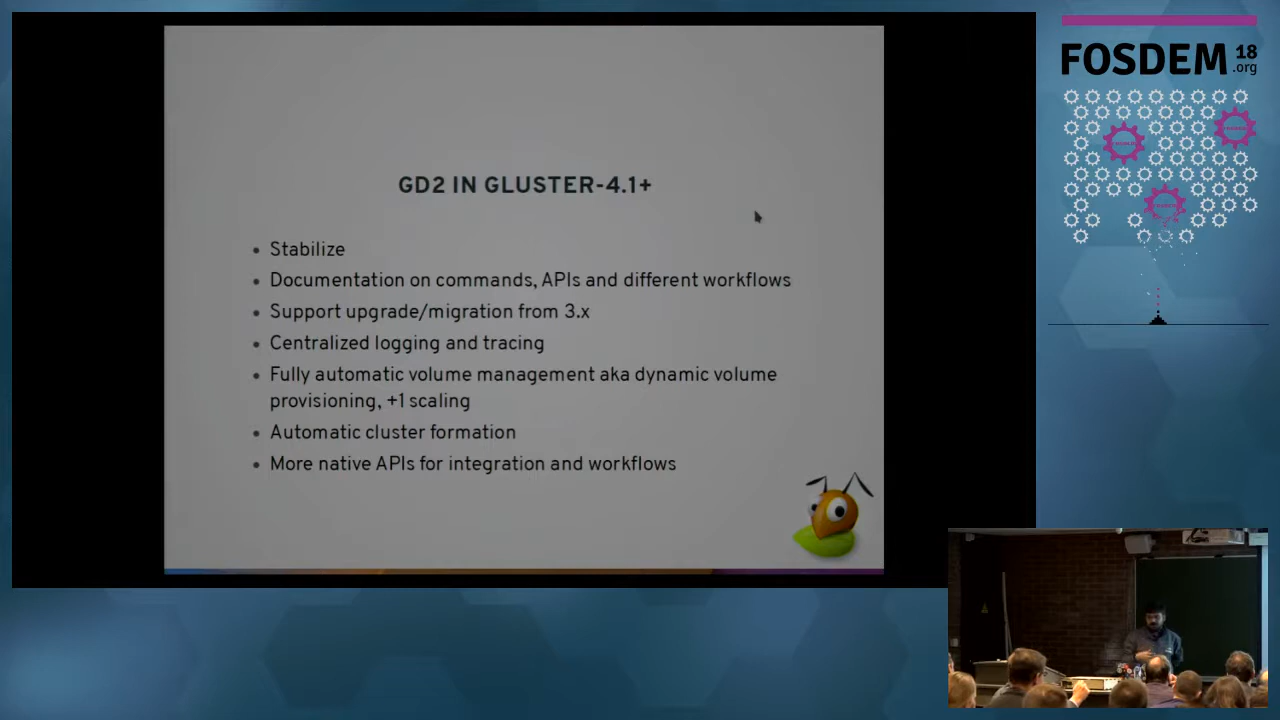 FOSDEM 18
.org
GD2 IN GLUSTER-4.1+
• Stabilize
• Documentation on commands, APIs and different workflows
• Support upgrade/migration from 3.x
• Centralized logging and tracing
• Fully automatic volume management aka dynamic volume
provisioning, +1 scaling
• Automatic cluster formation
• More native APIs for integration and workflows